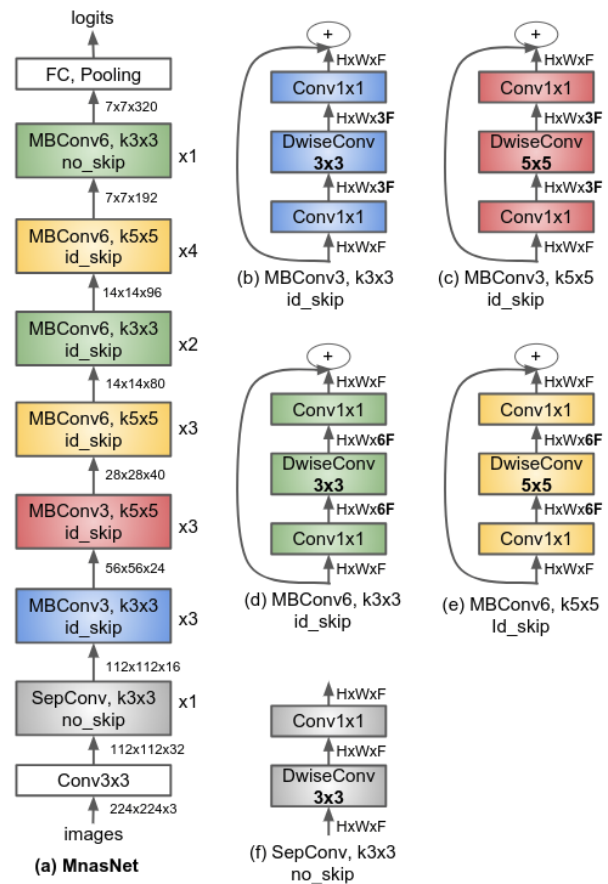 logits
FC, Pooling
7x7x320
MBConv6, k3x3
no_skip
x1
7x7x192
MBConv6, k5x5
id_skip
x4
14x14x96
MBConv6, k3x3
id_skip
x2
14x14x80
MBConv6, k5x5
id_skip
x3
28x28x40
MBConv3, k5x5
id_skip
x3
56x56x24
MBConv3, k3x3
id_skip
x3
112x112x16
SepConv, k3x3
no_skip
x1
112x112x32
Conv3x3
224x224x3
images
(a) MnasNet
+
HxWxF
Conv1x1
HxWx3F
DwiseConv
3x3
HxWx3F
Conv1x1
HxWxF
(b) MBConv3, k3x3
id_skip
+
HxWxF
Conv1x1
HxWx3F
DwiseConv
5x5
HxWx3F
Conv1x1
HxWxF
(c) MBConv3, k5x5
id_skip
+
HxWxF
Conv1x1
HxWx6F
DwiseConv
3x3
HxWx6F
Conv1x1
HxWxF
(d) MBConv6, k3x3
id_skip
+
HxWxF
Conv1x1
HxWx6F
DwiseConv
5x5
HxWx6F
Conv1x1
HxWxF
(e) MBConv6, k5x5
Id_skip
HxWxF
Conv1x1
HxWxF
DwiseConv
3x3
HxWxF
(f) SepConv, k3x3
no_skip